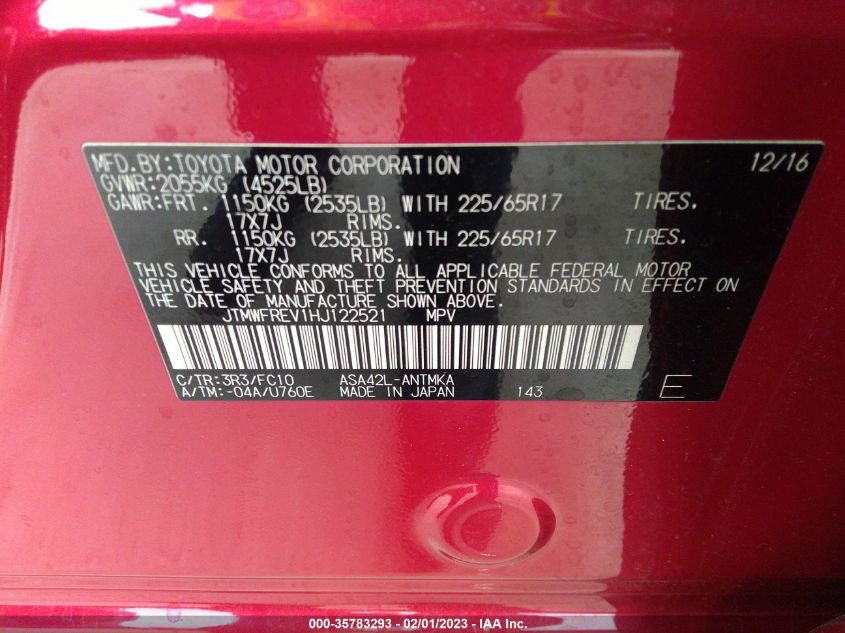 MFD.BY:TOYOTA MOTOR CORPORATION 12/16
GVWR:2055KG (4525LB)
GAWR:FRT. 1150KG (2535LB) WITH 225/65R17 TIRES.
17X7J RIMS.
RR. 1150KG (2535LB) WITH 225/65R17 TIRES.
17X7J RIMS.
THIS VEHICLE CONFORMS TO ALL APPLICABLE FEDERAL MOTOR
VEHICLE SAFETY AND THEFT PREVENTION STANDARDS IN EFFECT ON
THE DATE OF MANUFACTURE SHOWN ABOVE.
JTMWFREV1HJ122521 MPV
C/TR:3R3/FC10 ASA42L-ANTMKA
A/TM:-04A/U760E MADE IN JAPAN 143 E
000-35783293 - 02/01/2023 - IAA Inc.